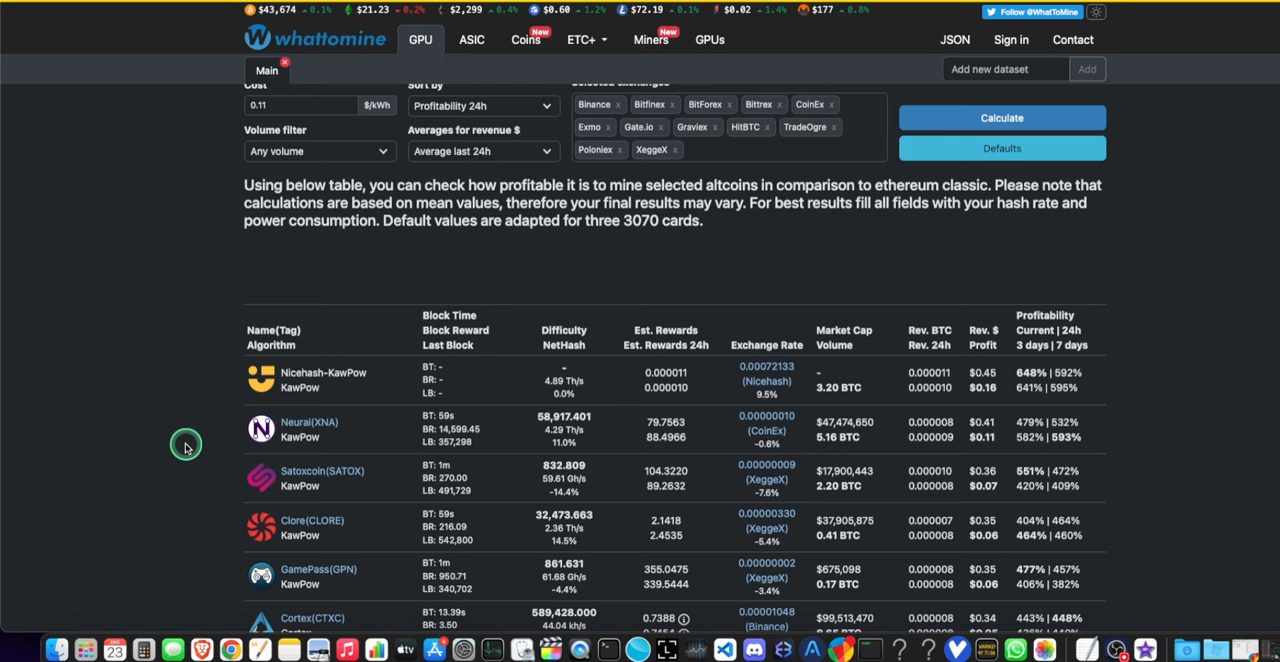 $43,674 ▲0.1% $21.23 ▼0.2% $2,299 ▲0.4% $0.60 ▲1.2% $72.19 ▲0.1% $0.02 ▲1.4% $177 ▲0.8% Follow @WhatToMine
whattomine GPU ASIC Coins New ETC+ Miners New GPUs JSON Sign in Contact
Main x Add new dataset Add
Cost Sort by Selected exchanges
0.11 $/kWh Profitability 24h Binance x Bitfinex x BitForex x Bittrex x CoinEx x Calculate
Volume filter Averages for revenue $ Exmo x Gate.io x Graviex x HitBTC x TradeOgre x
Any volume Average last 24h Poloniex x XeggeX x Defaults
Using below table, you can check how profitable it is to mine selected altcoins in comparison to ethereum classic. Please note that
calculations are based on mean values, therefore your final results may vary. For best results fill all fields with your hash rate and
power consumption. Default values are adapted for three 3070 cards.
Block Time Profitability
Name(Tag) Block Reward Difficulty Est. Rewards Market Cap Rev. BTC Rev. $ Current | 24h
Algorithm Last Block NetHash Est. Rewards 24h Exchange Rate Volume Rev. 24h Profit 3 days | 7 days
Nicehash-KawPow BT: - - 0.000011 0.00072133 - 0.000011 $0.45 648% | 592%
KawPow BR: - 4.89 Th/s 0.000010 (Nicehash) 3.20 BTC 0.000010 $0.16 641% | 595%
LB: - 0.0% 9.5%
Neurai(XNA) BT: 59s 58,917.401 79.7563 0.00000010 $47,474,650 0.000008 $0.41 479% | 532%
KawPow BR: 14,599.45 4.29 Th/s 88.4966 (CoinEx) 5.16 BTC 0.000009 $0.11 582% | 593%
LB: 357,298 11.0% -0.6%
Satoxcoin(SATOX) BT: 1m 832.809 104.3220 0.00000009 $17,900,443 0.000010 $0.36 551% | 472%
KawPow BR: 270.00 59.61 Gh/s 89.2632 (XeggeX) 2.20 BTC 0.000008 $0.07 420% | 409%
LB: 491,729 -14.4% -7.6%
Clore(CLORE) BT: 59s 32,473.663 2.1418 0.00000330 $37,905,875 0.000007 $0.35 404% | 464%
KawPow BR: 216.09 2.36 Th/s 2.4535 (XeggeX) 0.41 BTC 0.000008 $0.06 464% | 460%
LB: 542,800 14.5% -5.4%
GamePass(GPN) BT: 1m 861.631 355.0475 0.00000002 $675,098 0.000008 $0.35 477% | 457%
KawPow BR: 950.71 61.68 Gh/s 339.5444 (XeggeX) 0.17 BTC 0.000008 $0.06 406% | 382%
LB: 340,702 -4.4% -3.4%
Cortex(CTXC) BT: 13.39s 589,428.000 0.7388 0.00001048 $99,513,470 0.000008 $0.34 443% | 448%
BR: 3.50 44.04 kh/s (Binance)
DEC
23 tv